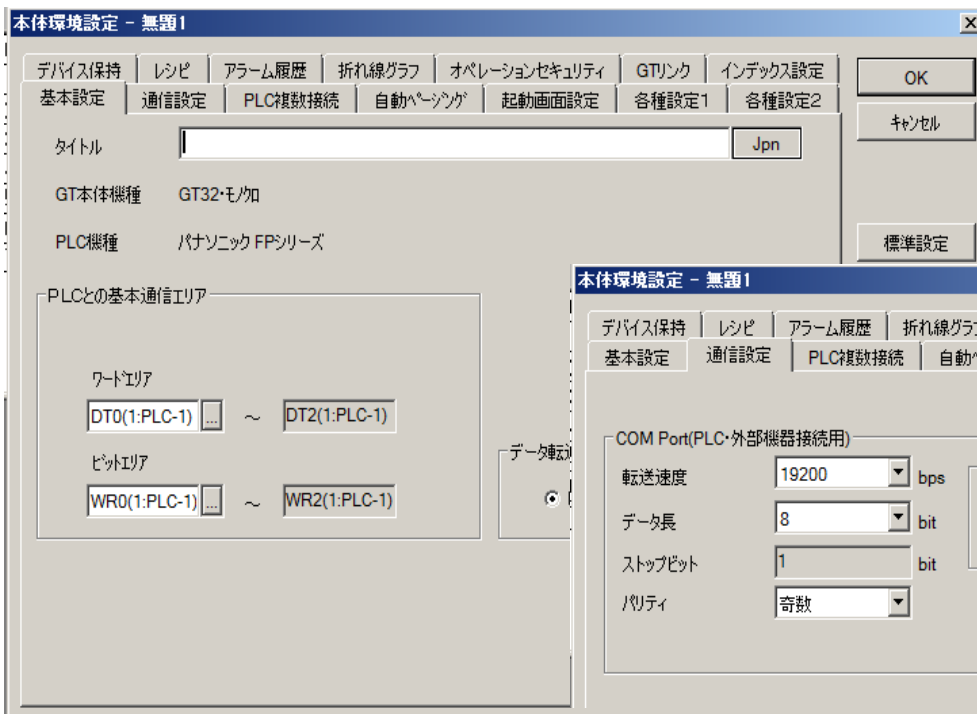 本体環境設定 - 無題1
デバイス保持 レシピ アラーム履歴 折れ線グラフ オペレーションセキュリティ GTリンク インデックス設定
基本設定 通信設定 PLC複数接続 自動ページング 起動画面設定 各種設定1 各種設定2
OK
キャンセル
タイトル Jpn
GT本体機種 GT32・モノクロ
PLC機種 パナソニック FPシリーズ
標準設定
PLCとの基本通信エリア
ワードエリア
DT0(1:PLC-1) ... ～ DT2(1:PLC-1)
ビットエリア
WR0(1:PLC-1) ... ～ WR2(1:PLC-1)
データ転送
本体環境設定 - 無題1
デバイス保持 レシピ アラーム履歴 折れ線グラフ
基本設定 通信設定 PLC複数接続 自動
COM Port(PLC・外部機器接続用)
転送速度 19200 bps
データ長 8 bit
ストップビット 1 bit
パリティ 奇数